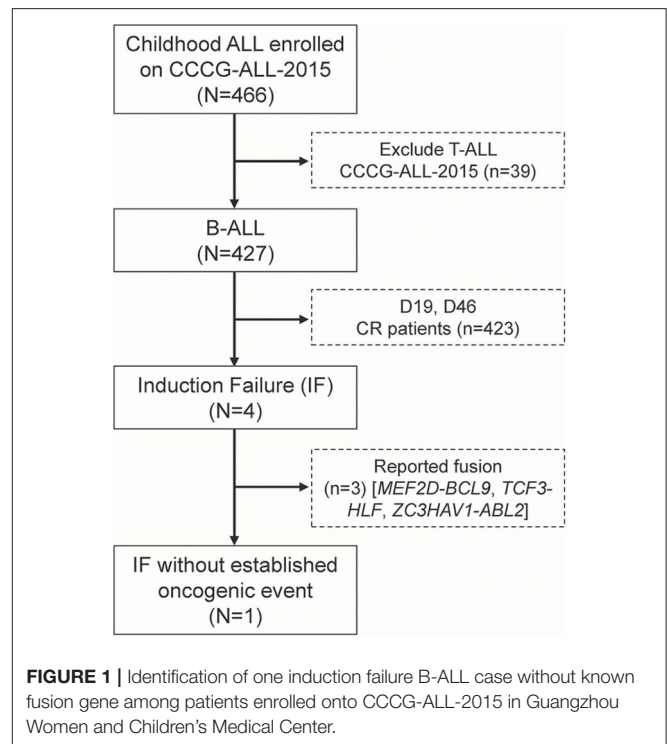 Childhood ALL enrolled
on CCCG-ALL-2015
(N=466)
Exclude T-ALL
CCCG-ALL-2015 (n=39)
B-ALL
(N=427)
D19, D46
CR patients (n=423)
Induction Failure (IF)
(N=4)
Reported fusion
(n=3) [MEF2D-BCL9, TCF3-
HLF, ZC3HAV1-ABL2]
IF without established
oncogenic event
(N=1)
FIGURE 1 | Identification of one induction failure B-ALL case without known
fusion gene among patients enrolled onto CCCG-ALL-2015 in Guangzhou
Women and Children's Medical Center.